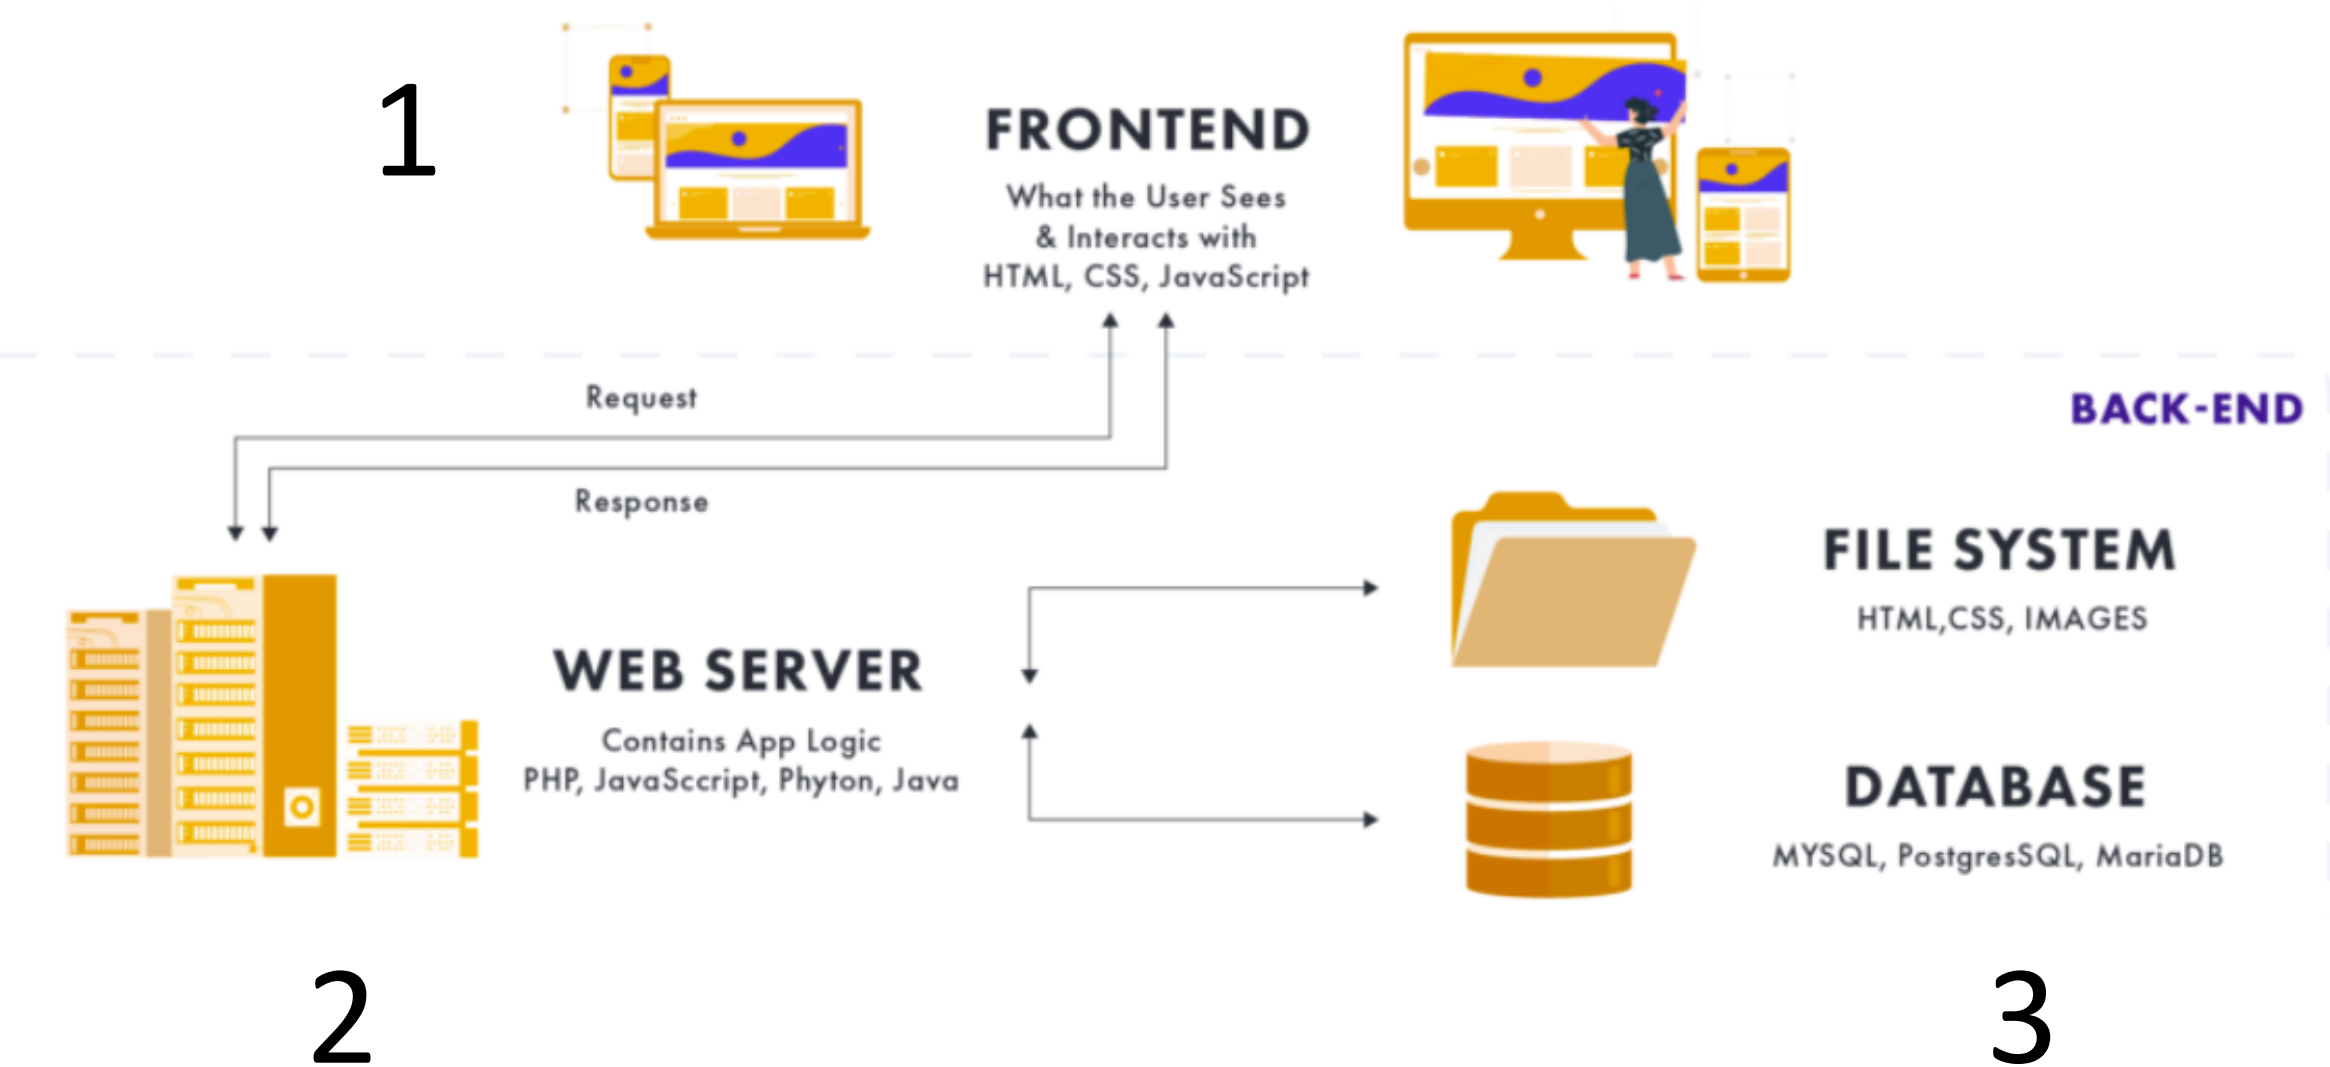 1
FRONTEND
What the User Sees
& Interacts with
HTML, CSS, JavaScript
Request
BACK-END
Response
FILE SYSTEM
HTML,CSS, IMAGES
WEB SERVER
Contains App Logic
PHP, JavaSccript, Phyton, Java
DATABASE
MYSQL, PostgresSQL, MariaDB
2
3